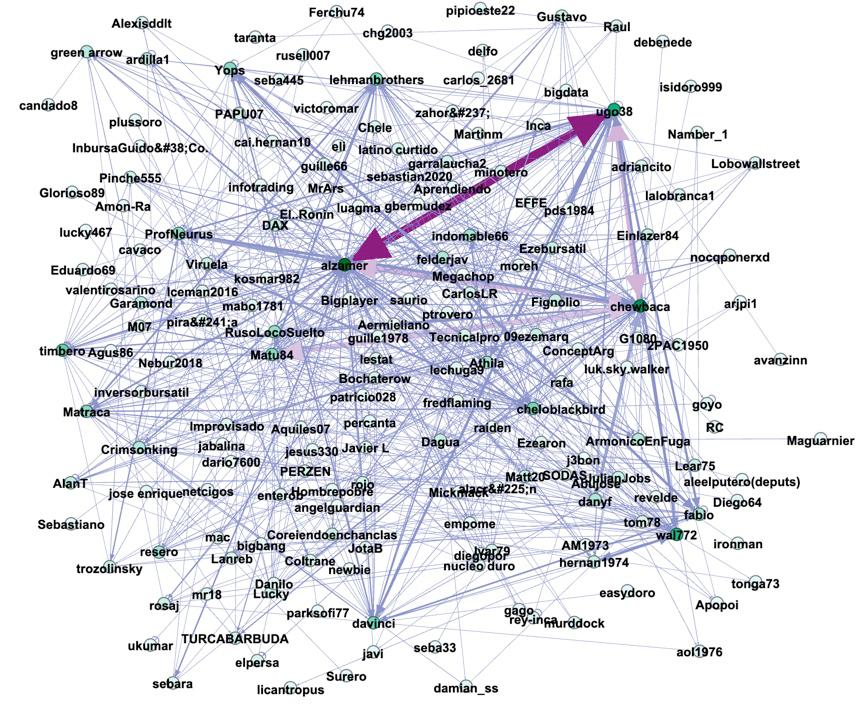 pipioeste22
Ferchu74
Gustavo
Alexisddlt
Raul
chg2003
taranta
debenede
delfo
green arrow
rusell007
ardilla1
Yops
seba445
lehmanbrothers
carlos_2681
isidoro999
bigdata
candado8
victoromar
PAPU07
zahor&#237;
ugo38
plussoro
Chele
Inca
Martinm
Namber_1
cai.hernan10
InbursaGuido&#38;Co.
eli
latino curtido
guille66
garralaucha2
Lobowallstreet
adriancito
minotero
Pinche555
sebastian2020
infotrading
MrArs
Aprendiendo
Glorioso89
lalobranca1
EFFE
Amon-Ra
luagma
gbermudez
pds1984
El..Ronin
DAX
lucky467
ProfNeurus
indomable66
Einlazer84
cavaco
Ezebursatil
felderjav
nocqponerxd
Viruela
alzamer
moreh
Eduardo69
Megachop
kosmar982
valentirosarino
Iceman2016
CarlosLR
Bigplayer
saurio
Fignolio
arjpi1
Garamond
mabo1781
chewbaca
ptrovero
pira&#241;a
M07
Aermieliano
RusoLocoSuelto
guille1978
Tecnicalpro
09ezemarq
G1080
2PAC1950
timbero
Agus86
Matu84
ConceptArg
lestat
avanzinn
Nebur2018
Athila
lechuga9
luk.sky.walker
Bochaterow
rafa
inversorbursatil
patricio028
fredflaming
goyo
cheloblackbird
Matraca
percanta
Improvisado
Aquiles07
raiden
RC
Dagua
Ezearon
ArmonicoEnFuga
Maguarnier
Crimsonking
jabalina
jesus330
Javier L
dario7600
j3bon
Lear75
PERZEN
Matt20
SODAS
JulianJobs
AlanT
rojo
Abujose
aleelputero(deputs)
jose enrique
netcigos
enterob
Hombrepobre
Mickmack
alacr&#225;n
revelde
danyf
Diego64
angelguardian
fabio
Sebastiano
empome
tom78
mac
Coreiendoenchanclas
wal772
bigbang
JotaB
AM1973
ironman
resero
Lanreb
Coltrane
Ivar79
diegopor
hernan1974
trozolinsky
newbie
nucleo duro
Danilo
tonga73
mr18
Lucky
easydoro
rosaj
parksofi77
gago
Apopoi
davinci
rey-inca
murddock
TURCABARBUDA
ukumar
seba33
javi
aol1976
elpersa
Surero
sebara
licantropus
damian_ss